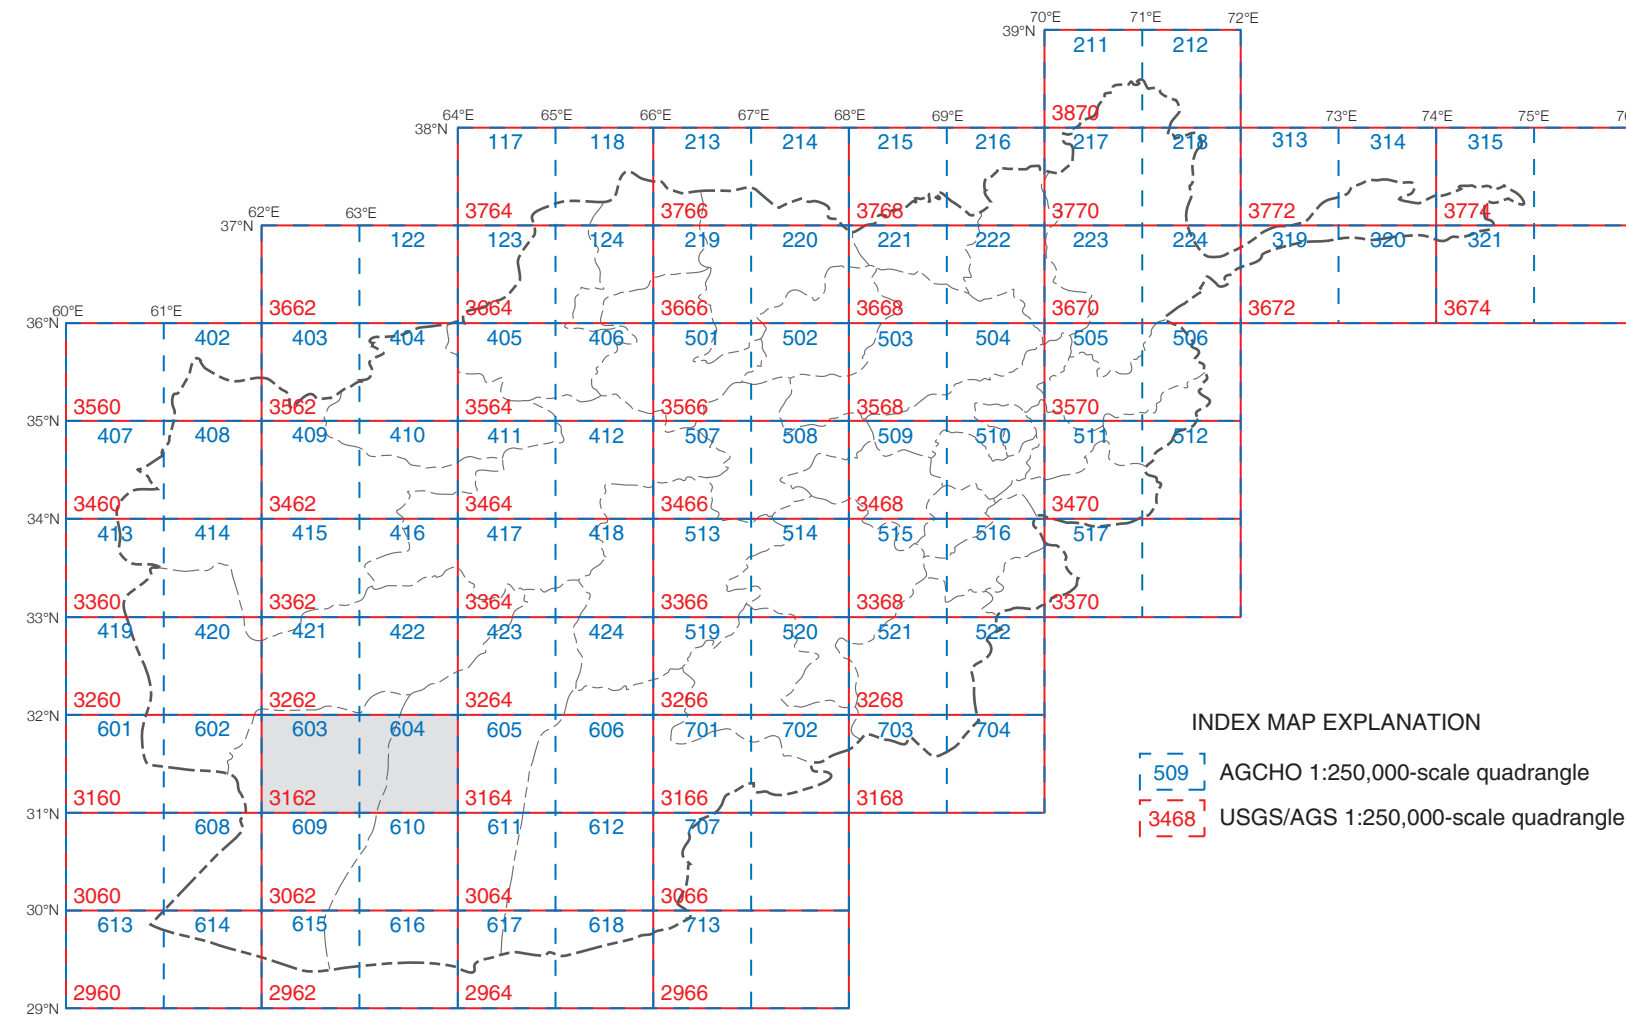 70°E 71°E 72°E
39°N
211 212
64°E 65°E 66°E 67°E 68°E 69°E 3870 73°E 74°E 75°E
38°N
117 118 213 214 215 216 217 218 313 314 315
62°E 63°E 3764 3766 3768 3770 3772 3774
37°N
122 123 124 219 220 221 222 223 224 319 320 321
60°E 61°E 3662 3664 3666 3668 3670 3672 3674
36°N
402 403 404 405 406 501 502 503 504 505 506
3560 3562 3564 3566 3568 3570
35°N
407 408 409 410 411 412 507 508 509 510 511 512
3460 3462 3464 3466 3468 3470
34°N
413 414 415 416 417 418 513 514 515 516 517
3360 3362 3364 3366 3368 3370
33°N
419 420 421 422 423 424 519 520 521 522
3260 3262 3264 3266 3268
32°N
601 602 603 604 605 606 701 702 703 704
3160 3162 3164 3166 3168
31°N
608 609 610 611 612 707
3060 3062 3064 3066
30°N
613 614 615 616 617 618 713
2960 2962 2964 2966
29°N
INDEX MAP EXPLANATION
509 AGCHO 1:250,000-scale quadrangle
3468 USGS/AGS 1:250,000-scale quadrangle